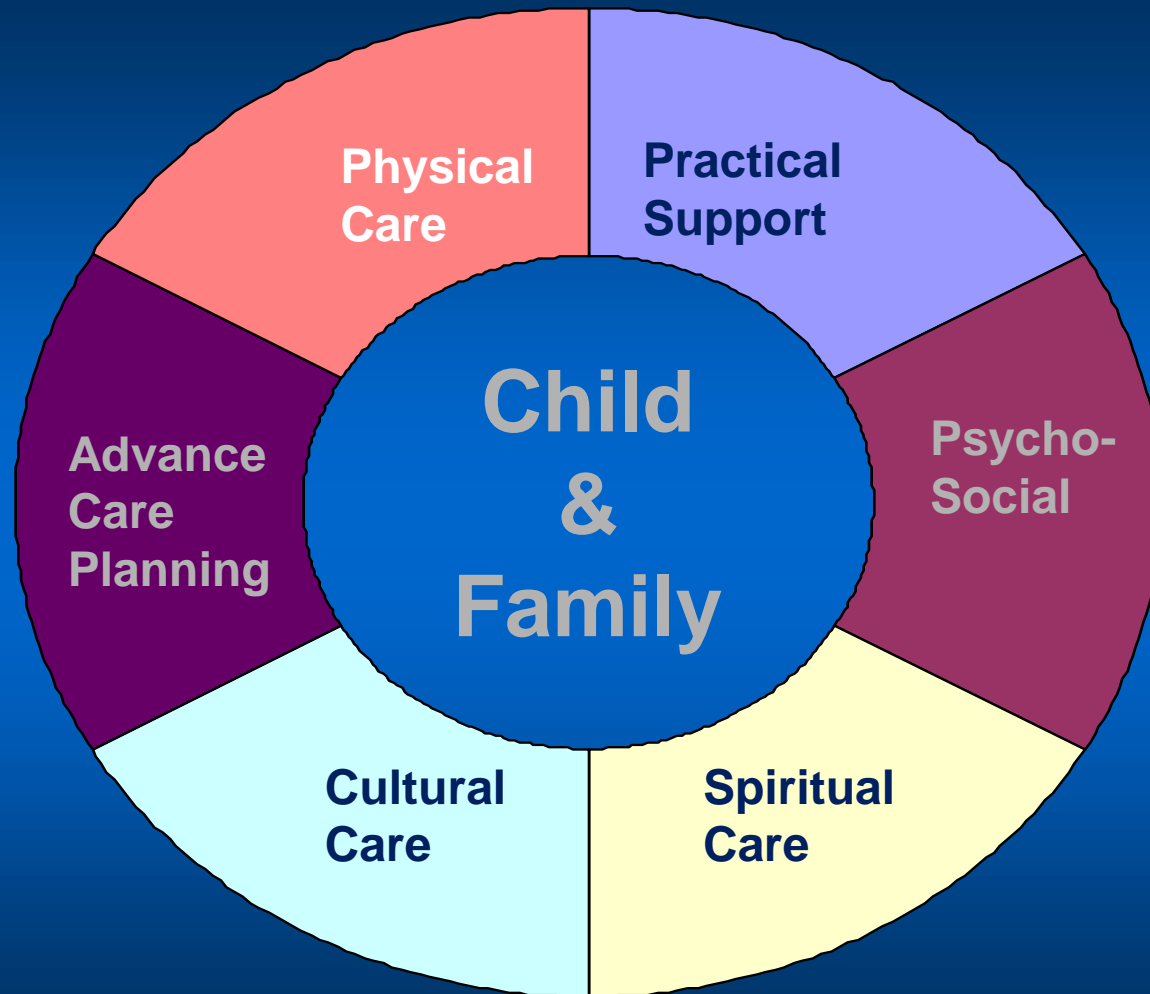 Physical
Care
Practical
Support
Advance
Care
Planning
Child
&
Family
Psycho-
Social
Cultural
Care
Spiritual
Care